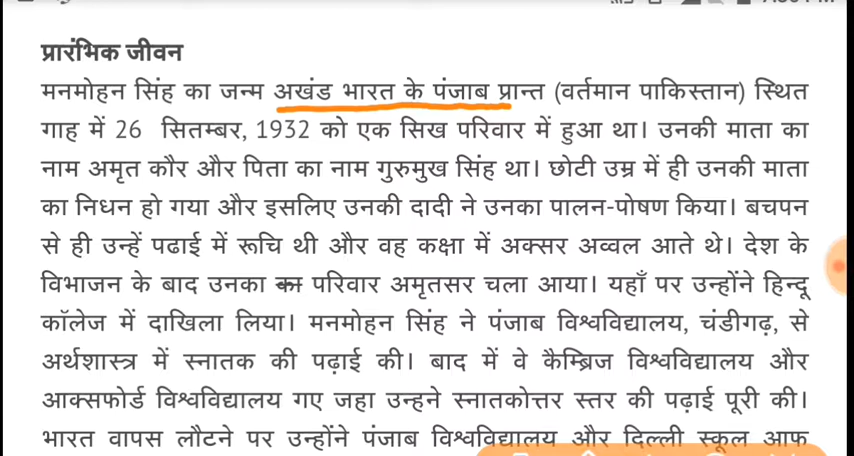 प्रारंभिक जीवन
मनमोहन सिंह का जन्म अखंड भारत के पंजाब प्रान्त (वर्तमान पाकिस्तान) स्थित
गाह में 26 सितम्बर, 1932 को एक सिख परिवार में हुआ था। उनकी माता का
नाम अमृत कौर और पिता का नाम गुरुमुख सिंह था। छोटी उम्र में ही उनकी माता
का निधन हो गया और इसलिए उनकी दादी ने उनका पालन-पोषण किया। बचपन
से ही उन्हें पढाई में रूचि थी और वह कक्षा में अक्सर अव्वल आते थे। देश के
विभाजन के बाद उनका का परिवार अमृतसर चला आया। यहाँ पर उन्होंने हिन्दू
कॉलेज में दाखिला लिया। मनमोहन सिंह ने पंजाब विश्वविद्यालय, चंडीगढ़, से
अर्थशास्त्र में स्नातक की पढ़ाई की। बाद में वे कैम्ब्रिज विश्वविद्यालय और
आक्सफोर्ड विश्वविद्यालय गए जहा उन्हने स्नातकोत्तर स्तर की पढ़ाई पूरी की।
भारत वापस लौटने पर उन्होंने पंजाब विश्वविद्यालय और दिल्ली स्कूल आफ